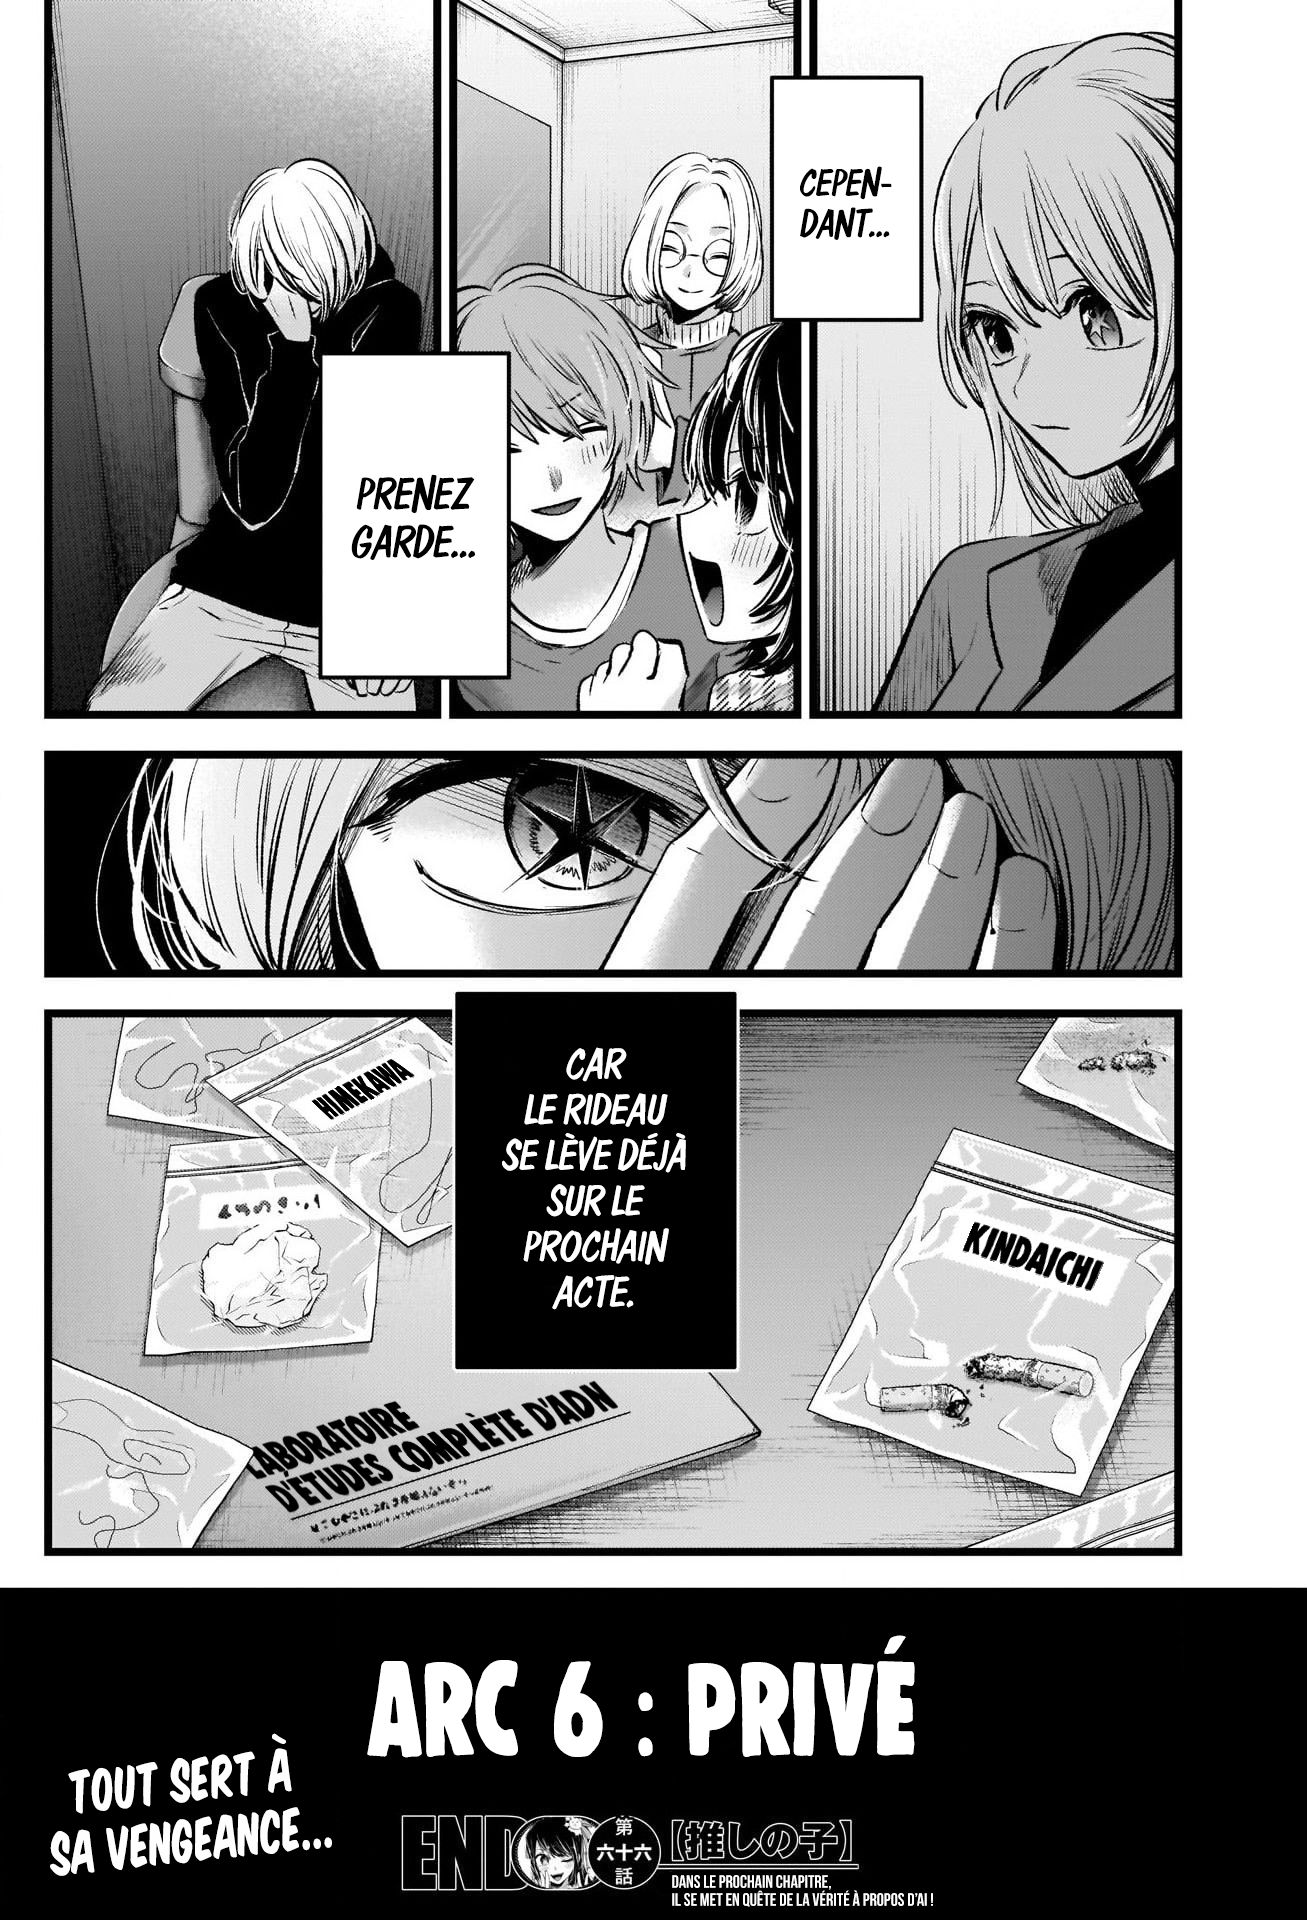 CEPEN-
DANT...
PRENEZ
GARDE...
CAR
LE RIDEAU
SE LÈVE DÉJÀ
SUR LE
PROCHAIN
ACTE.
HIMEKAWA
KINDAICHI
LABORATOIRE
D'ÉTUDES COMPLÈTE D'ADN
ARC 6 : PRIVÉ
TOUT SERT À
SA VENGEANCE...
END
第
六十六
話
【推しの子】
DANS LE PROCHAIN CHAPITRE,
IL SE MET EN QUÊTE DE LA VÉRITÉ À PROPOS D'AI !